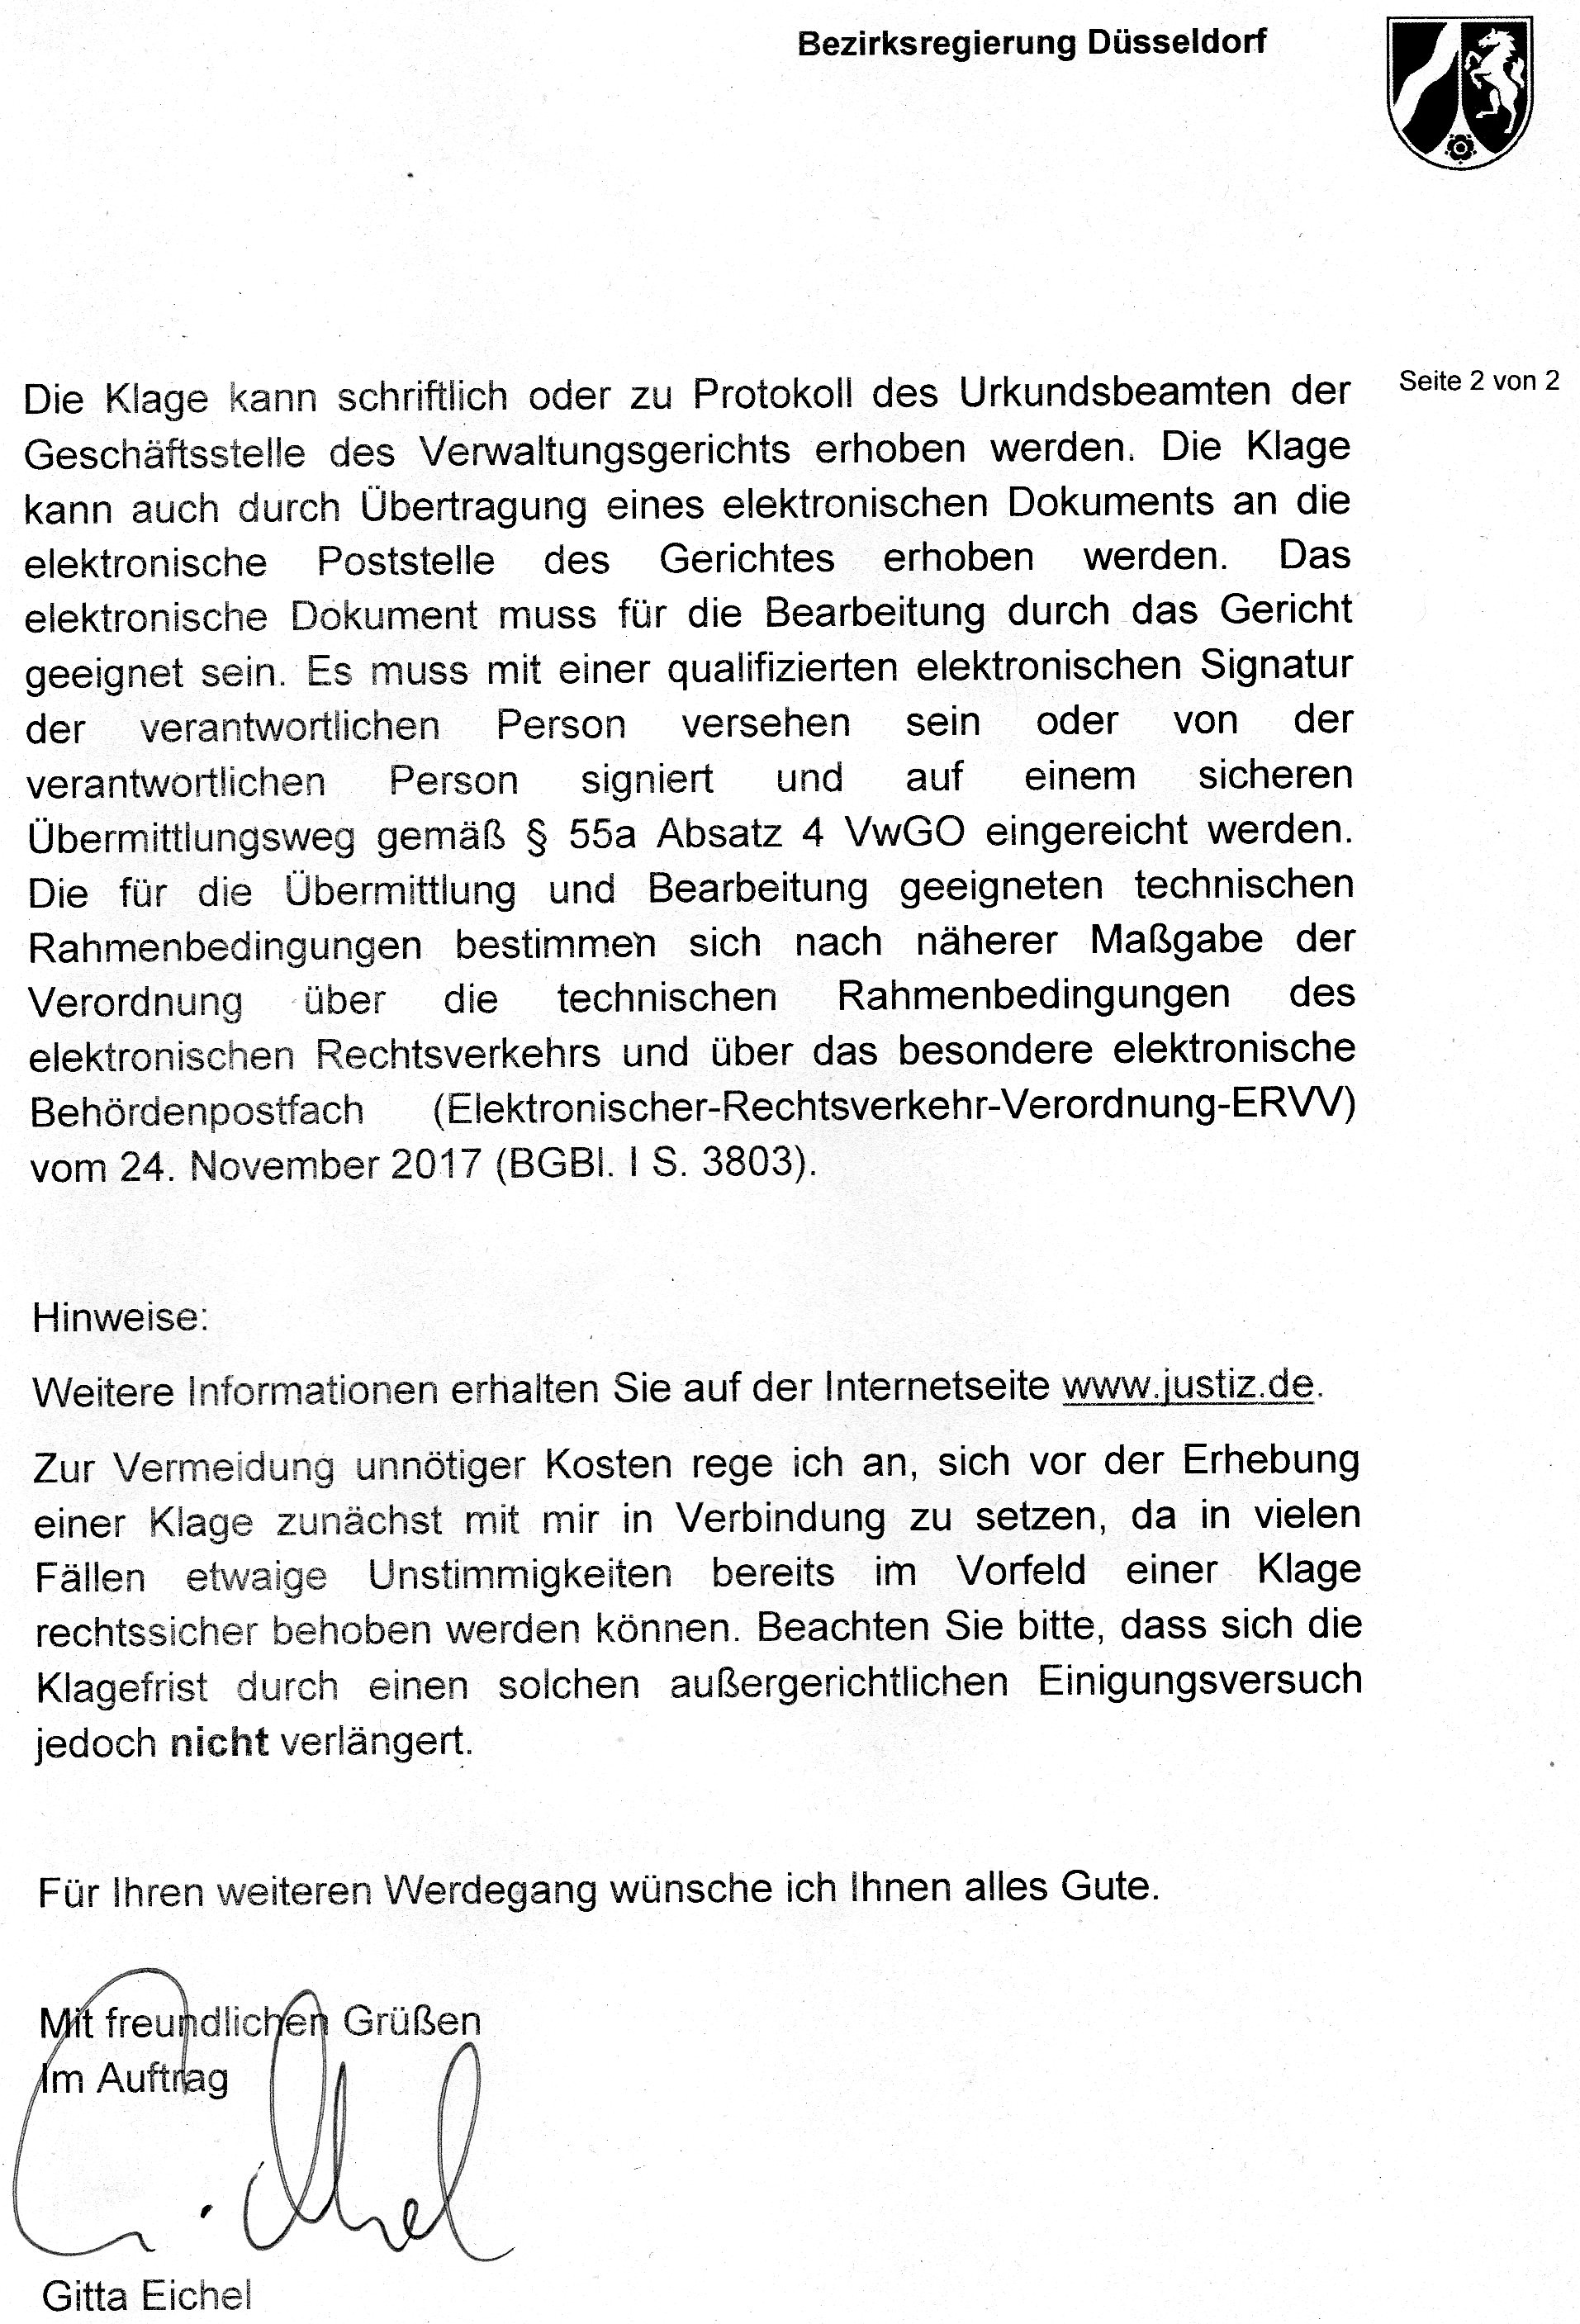 Bezirksregierung Düsseldorf
Seite 2 von 2
Die Klage kann schriftlich oder zu Protokoll des Urkundsbeamten der
Geschäftsstelle des Verwaltungsgerichts erhoben werden. Die Klage
kann auch durch Übertragung eines elektronischen Dokuments an die
elektronische Poststelle des Gerichtes erhoben werden. Das
elektronische Dokument muss für die Bearbeitung durch das Gericht
geeignet sein. Es muss mit einer qualifizierten elektronischen Signatur
der verantwortlichen Person versehen sein oder von der
verantwortlichen Person signiert und auf einem sicheren
Übermittlungsweg gemäß § 55a Absatz 4 VwGO eingereicht werden.
Die für die Übermittlung und Bearbeitung geeigneten technischen
Rahmenbedingungen bestimmen sich nach näherer Maßgabe der
Verordnung über die technischen Rahmenbedingungen des
elektronischen Rechtsverkehrs und über das besondere elektronische
Behördenpostfach (Elektronischer-Rechtsverkehr-Verordnung-ERVV)
vom 24. November 2017 (BGBl. I S. 3803).
Hinweise:
Weitere Informationen erhalten Sie auf der Internetseite www.justiz.de.
Zur Vermeidung unnötiger Kosten rege ich an, sich vor der Erhebung
einer Klage zunächst mit mir in Verbindung zu setzen, da in vielen
Fällen etwaige Unstimmigkeiten bereits im Vorfeld einer Klage
rechtssicher behoben werden können. Beachten Sie bitte, dass sich die
Klagefrist durch einen solchen außergerichtlichen Einigungsversuch
jedoch nicht verlängert.
Für Ihren weiteren Werdegang wünsche ich Ihnen alles Gute.
Mit freundlichen Grüßen
Im Auftrag
Gitta Eichel